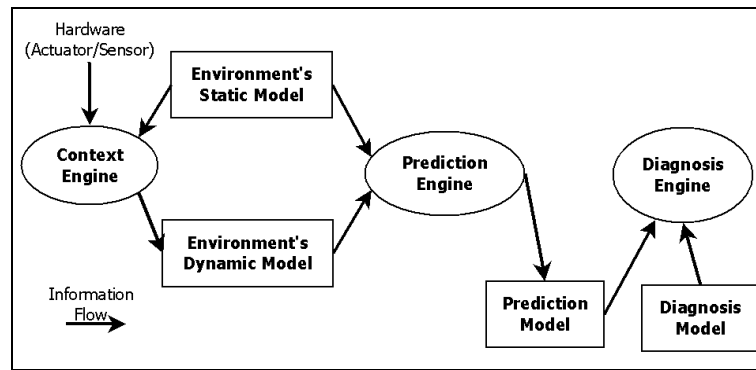 Hardware
(Actuator/Sensor)
Environment's
Static Model
Context
Engine
Prediction
Engine
Diagnosis
Engine
Environment's
Dynamic Model
Information
Flow
Prediction
Model
Diagnosis
Model